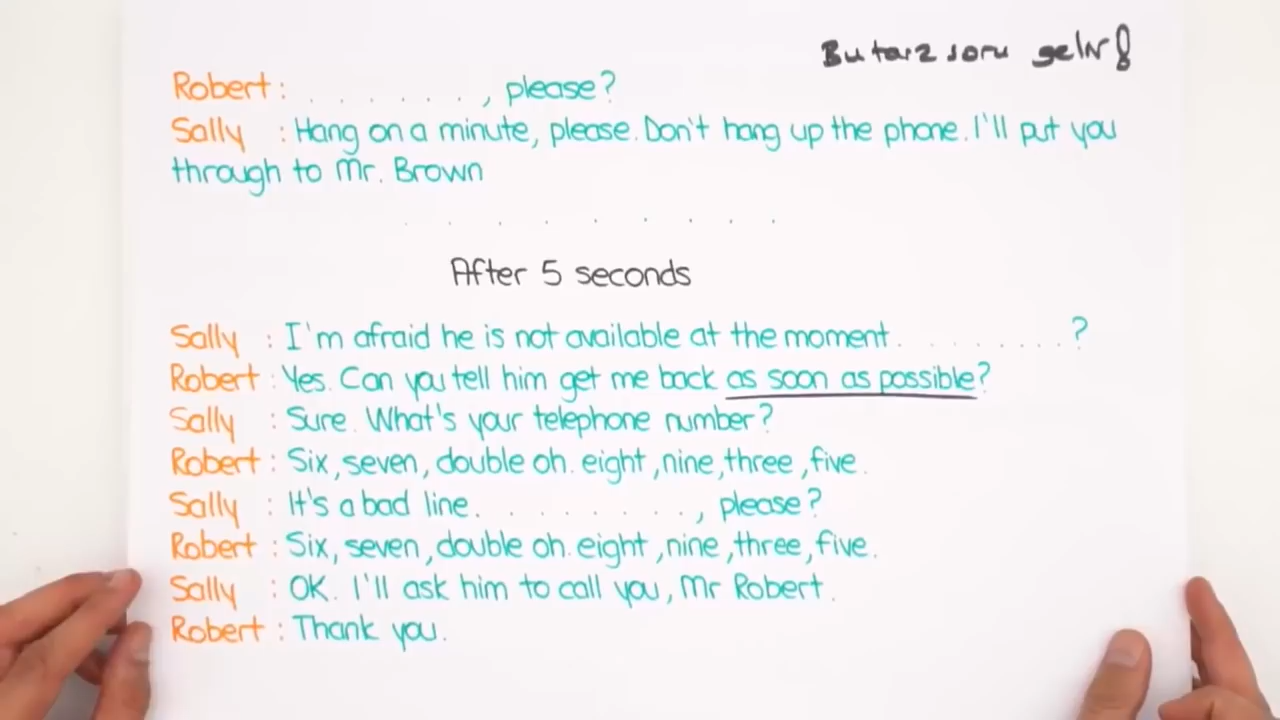 Bu tarz soru gelir!
Robert: . . . . . . . ., please?
Sally : Hang on a minute, please. Don't hang up the phone. I'll put you
through to Mr. Brown
. . . . . . . . .
After 5 seconds
Sally : I'm afraid he is not available at the moment. . . . . . . . .?
Robert: Yes. Can you tell him get me back as soon as possible?
Sally : Sure. What's your telephone number?
Robert: Six, seven, double oh. eight, nine, three, five.
Sally : It's a bad line. . . . . . . . ., please?
Robert: Six, seven, double oh. eight, nine, three, five.
Sally : OK. I'll ask him to call you, Mr Robert.
Robert: Thank you.